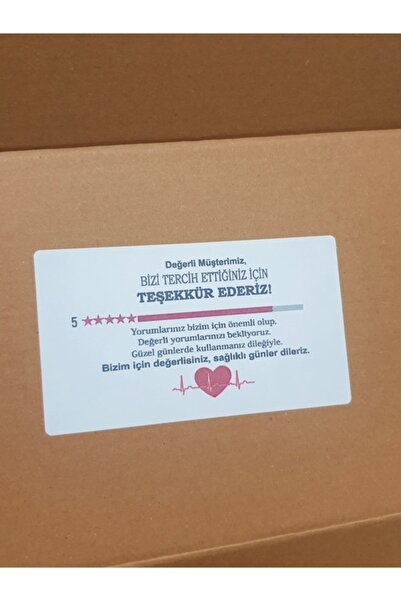 Değerli Müşterimiz,
BİZİ TERCİH ETTİĞİNİZ İÇİN
TEŞEKKÜR EDERİZ!
5 ★★★★★
Yorumlarınız bizim için önemli olup,
Değerli yorumlarınızı bekliyoruz.
Güzel günlerde kullanmanız dileğiyle.
Bizim için değerlisiniz, sağlıklı günler dileriz.